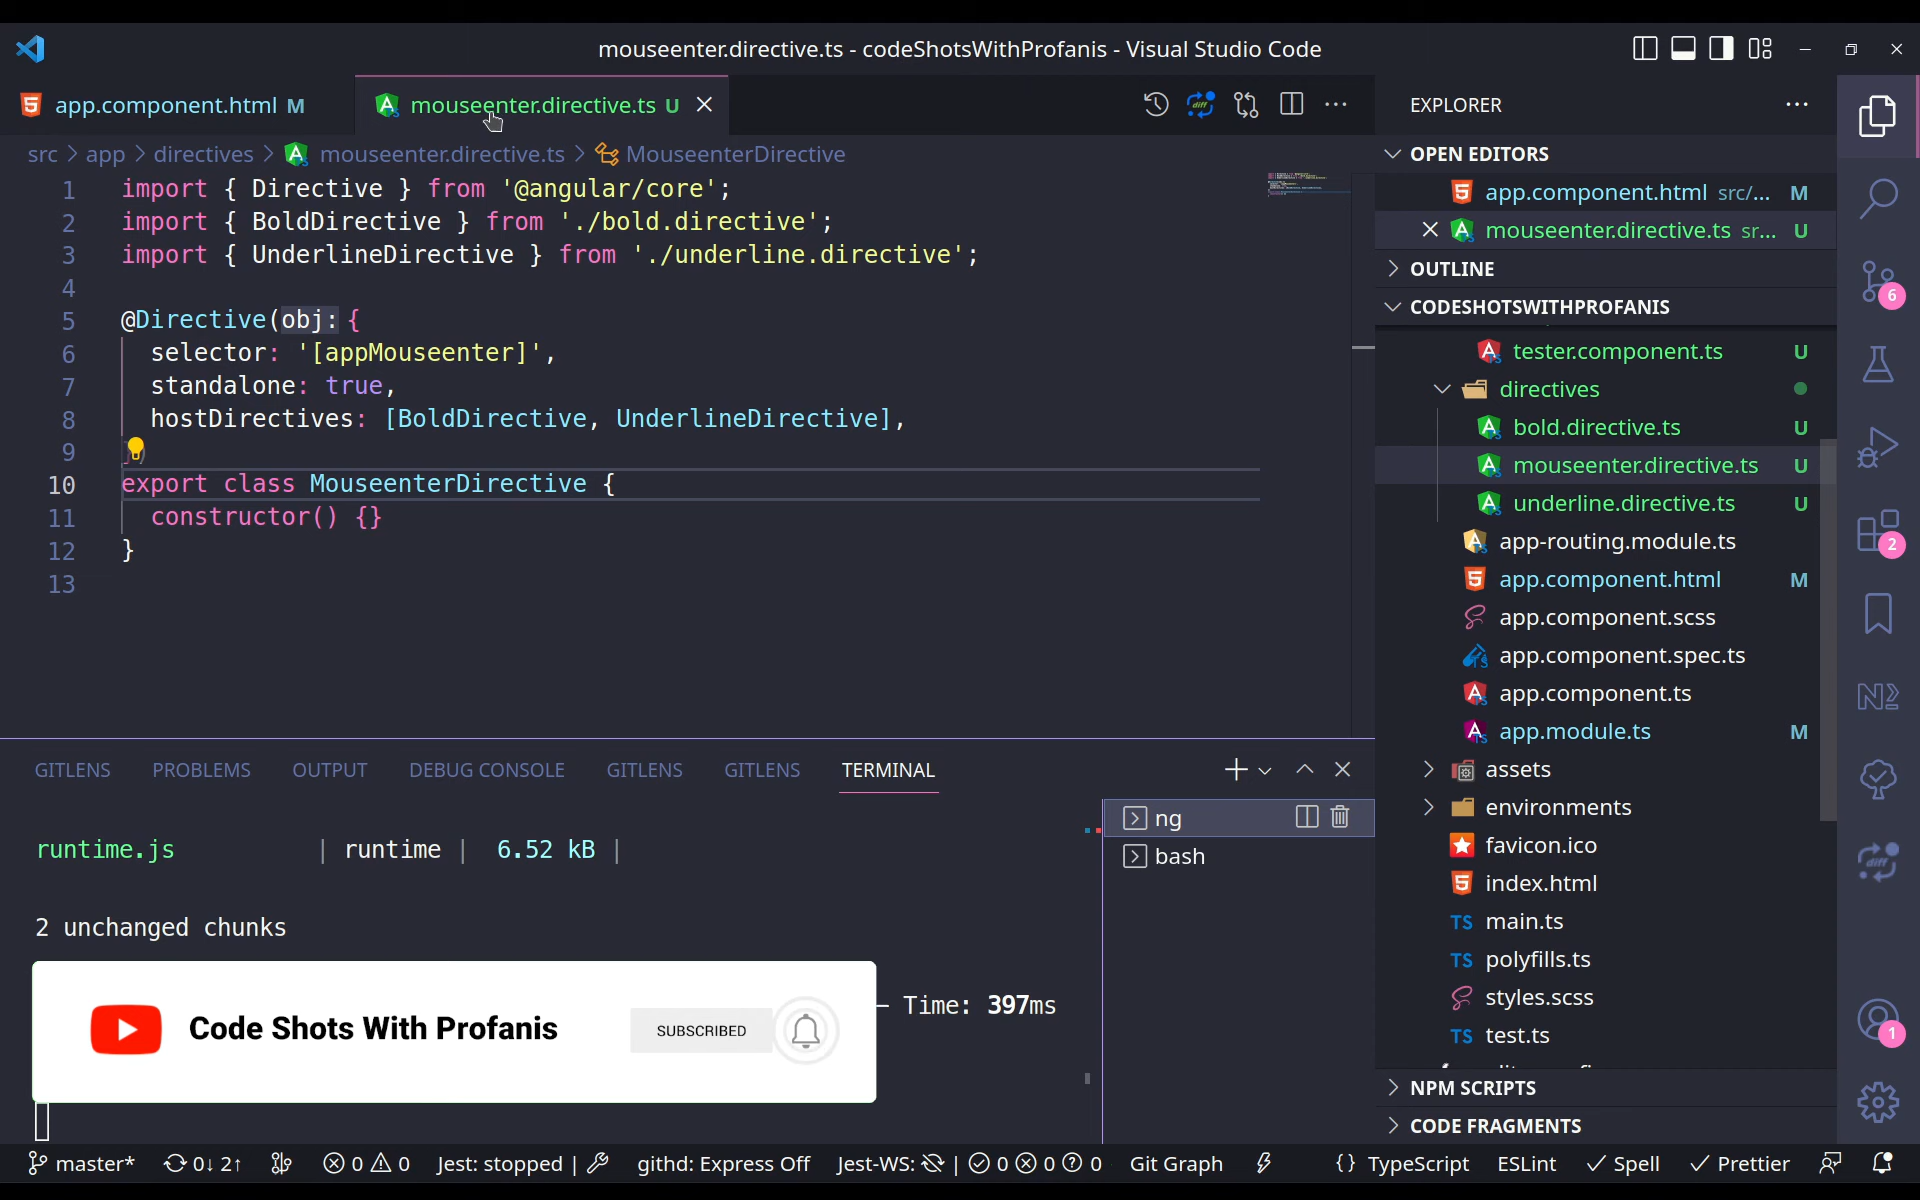 mouseenter.directive.ts - codeShotsWithProfanis - Visual Studio Code
app.component.html M
mouseenter.directive.ts U
src > app > directives > mouseenter.directive.ts > MouseenterDirective
1 import { Directive } from '@angular/core';
2 import { BoldDirective } from './bold.directive';
3 import { UnderlineDirective } from './underline.directive';
4
5 @Directive(obj: {
6 selector: '[appMouseenter]',
7 standalone: true,
8 hostDirectives: [BoldDirective, UnderlineDirective],
9 )
10 export class MouseenterDirective {
11 constructor() {}
12 }
13
GITLENS PROBLEMS OUTPUT DEBUG CONSOLE GITLENS GITLENS TERMINAL
runtime.js | runtime | 6.52 kB |
2 unchanged chunks
- Time: 397ms
Code Shots With Profanis SUBSCRIBED
ng
bash
EXPLORER
OPEN EDITORS
app.component.html src/... M
mouseenter.directive.ts sr... U
OUTLINE
CODESHOTSWITHPROFANIS
tester.component.ts U
directives
bold.directive.ts U
mouseenter.directive.ts U
underline.directive.ts U
app-routing.module.ts
app.component.html M
app.component.scss
app.component.spec.ts
app.component.ts
app.module.ts M
assets
environments
favicon.ico
index.html
TS main.ts
TS polyfills.ts
styles.scss
TS test.ts
NPM SCRIPTS
CODE FRAGMENTS
6
2
diff
1
master* 0↓ 2↑ 0 0 Jest: stopped | githd: Express Off Jest-WS: | 0 0 0 Git Graph {} TypeScript ESLint ✓ Spell ✓ Prettier